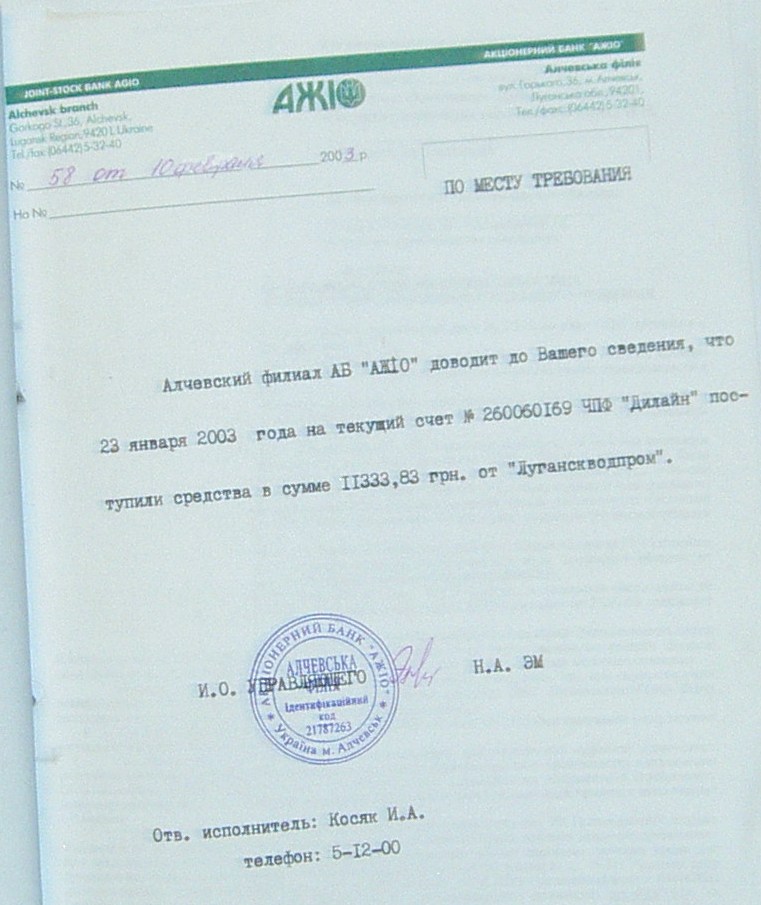 JOINT-STOCK BANK AGIO
АКЦІОНЕРНИЙ БАНК "АЖІО"
Alchevsk branch
Gorkogo St.,36, Alchevsk,
Lugansk Region,94201, Ukraine
Tel./fax: (06442) 5-32-40
АЖІО
Алчевська філія
вул. Горького, 36, м. Алчевськ,
Луганська обл., 94201,
Тел./факс: (06442) 5-32-40
№ 58 от 10 февраля 2003 р.
На №
ПО МЕСТУ ТРЕБОВАНИЯ
Алчевский филиал АБ "АЖІО" доводит до Вашего сведения, что
23 января 2003 года на текущий счет № 260060I69 ЧПФ "Дилайн" пос-
тупили средства в сумме II333,83 грн. от "Луганскводпром".
И.О. УПРАВЛЯЮЩЕГО Н.А. ЭМ
АКЦІОНЕРНИЙ БАНК "АЖІО"
АЛЧЕВСЬКА
ФІЛІЯ
Ідентифікаційний
код
21787263
* Україна м. Алчевськ *
Отв. исполнитель: Косяк И.А.
телефон: 5-I2-00